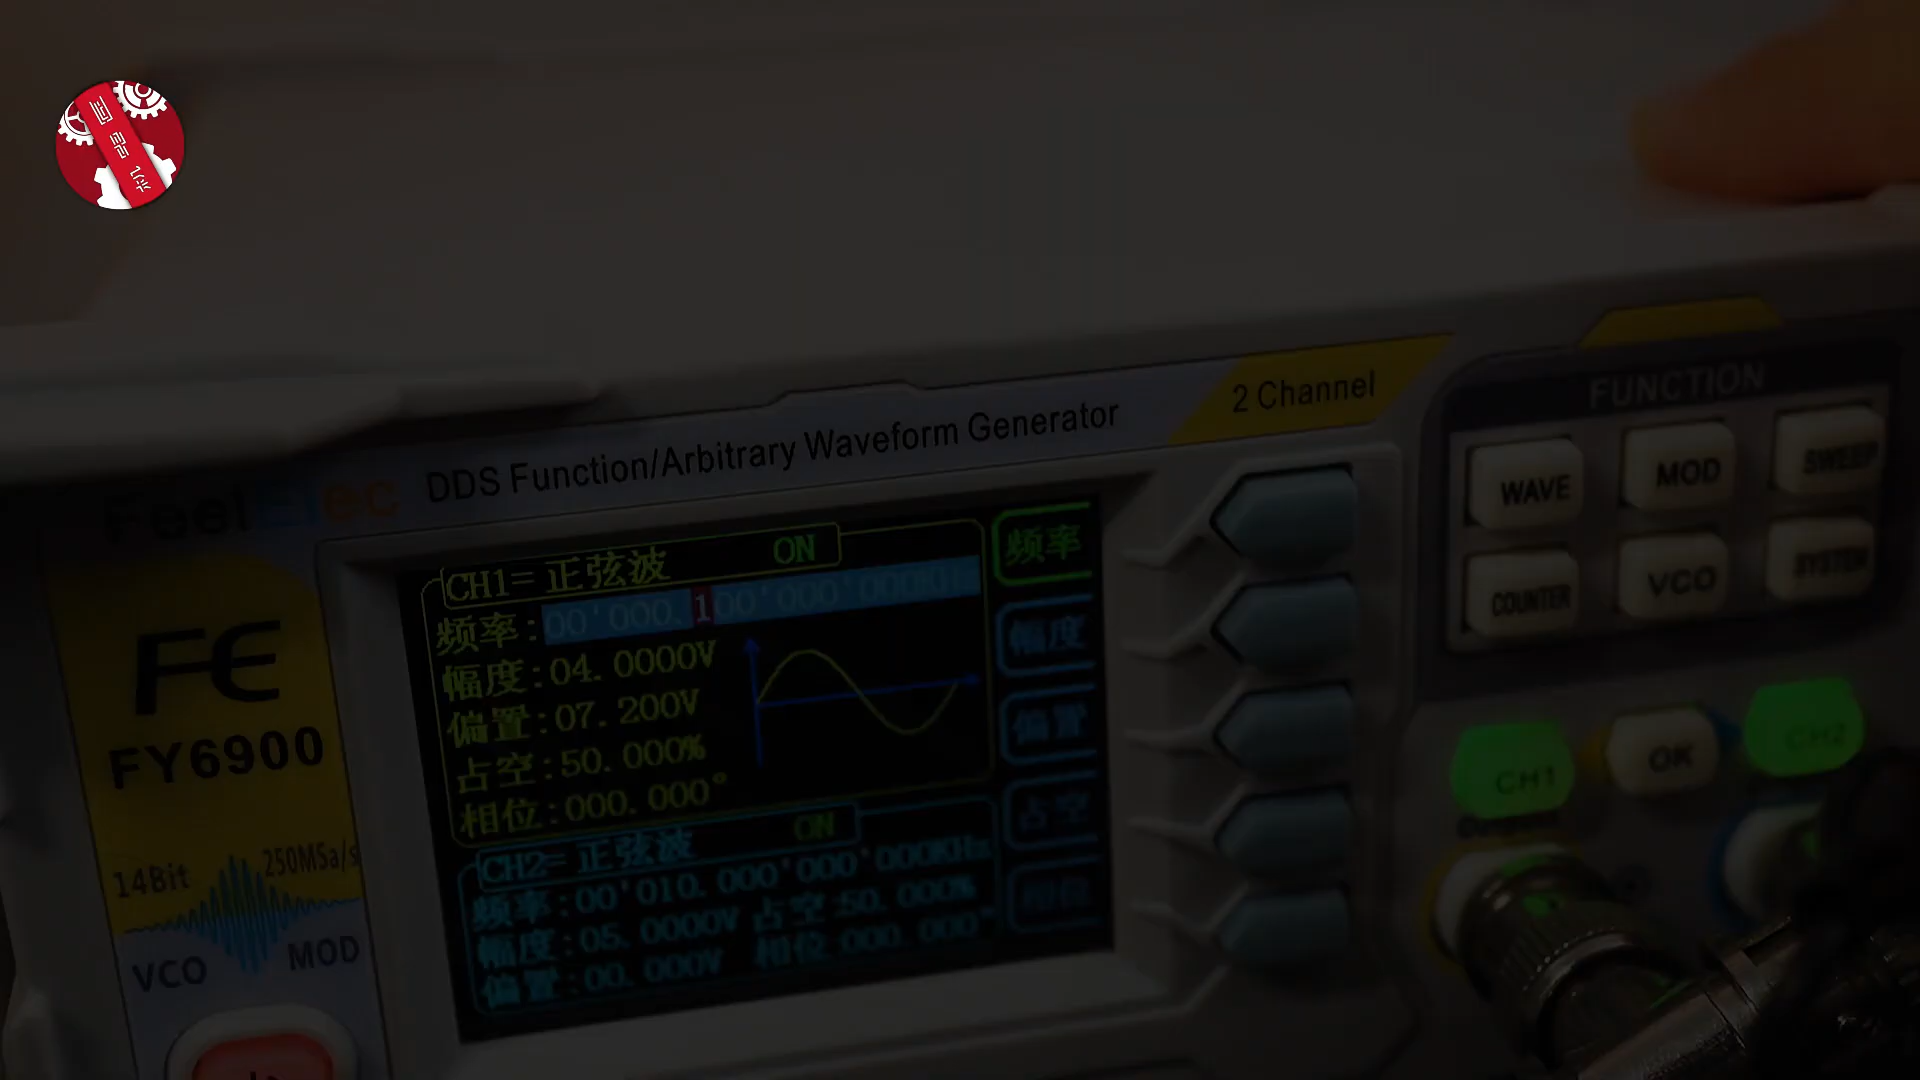 DDS Function/Arbitrary Waveform Generator
2 Channel
FeelElec
FUNCTION
WAVE
MOD
SWEEP
COUNTER
VCO
SYSTEM
CH1
OK
CH2
FE
FY6900
14Bit
250MSa/s
VCO
MOD
CH1=正弦波 ON
频率:00'000.100'000'000KHz
幅度:04.0000V
偏置:07.200V
占空:50.000%
相位:000.000°
CH2=正弦波 ON
频率:00'010.000'000'000KHz
幅度:05.0000V 占空:50.000%
偏置:00.000V 相位:000.000°
频率
幅度
偏置
占空
相位